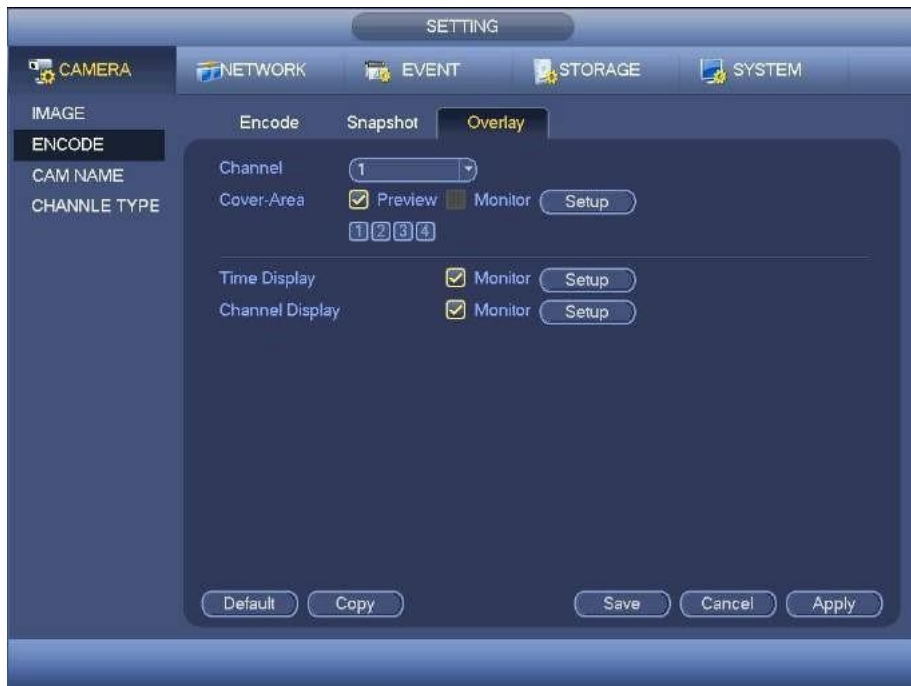 SETTING
CAMERA NETWORK EVENT STORAGE SYSTEM
IMAGE
ENCODE
CAM NAME
CHANNLE TYPE
Encode Snapshot Overlay
Channel 1
Cover-Area Preview Monitor Setup
1 2 3 4
Time Display Monitor Setup
Channel Display Monitor Setup
Default Copy Save Cancel Apply